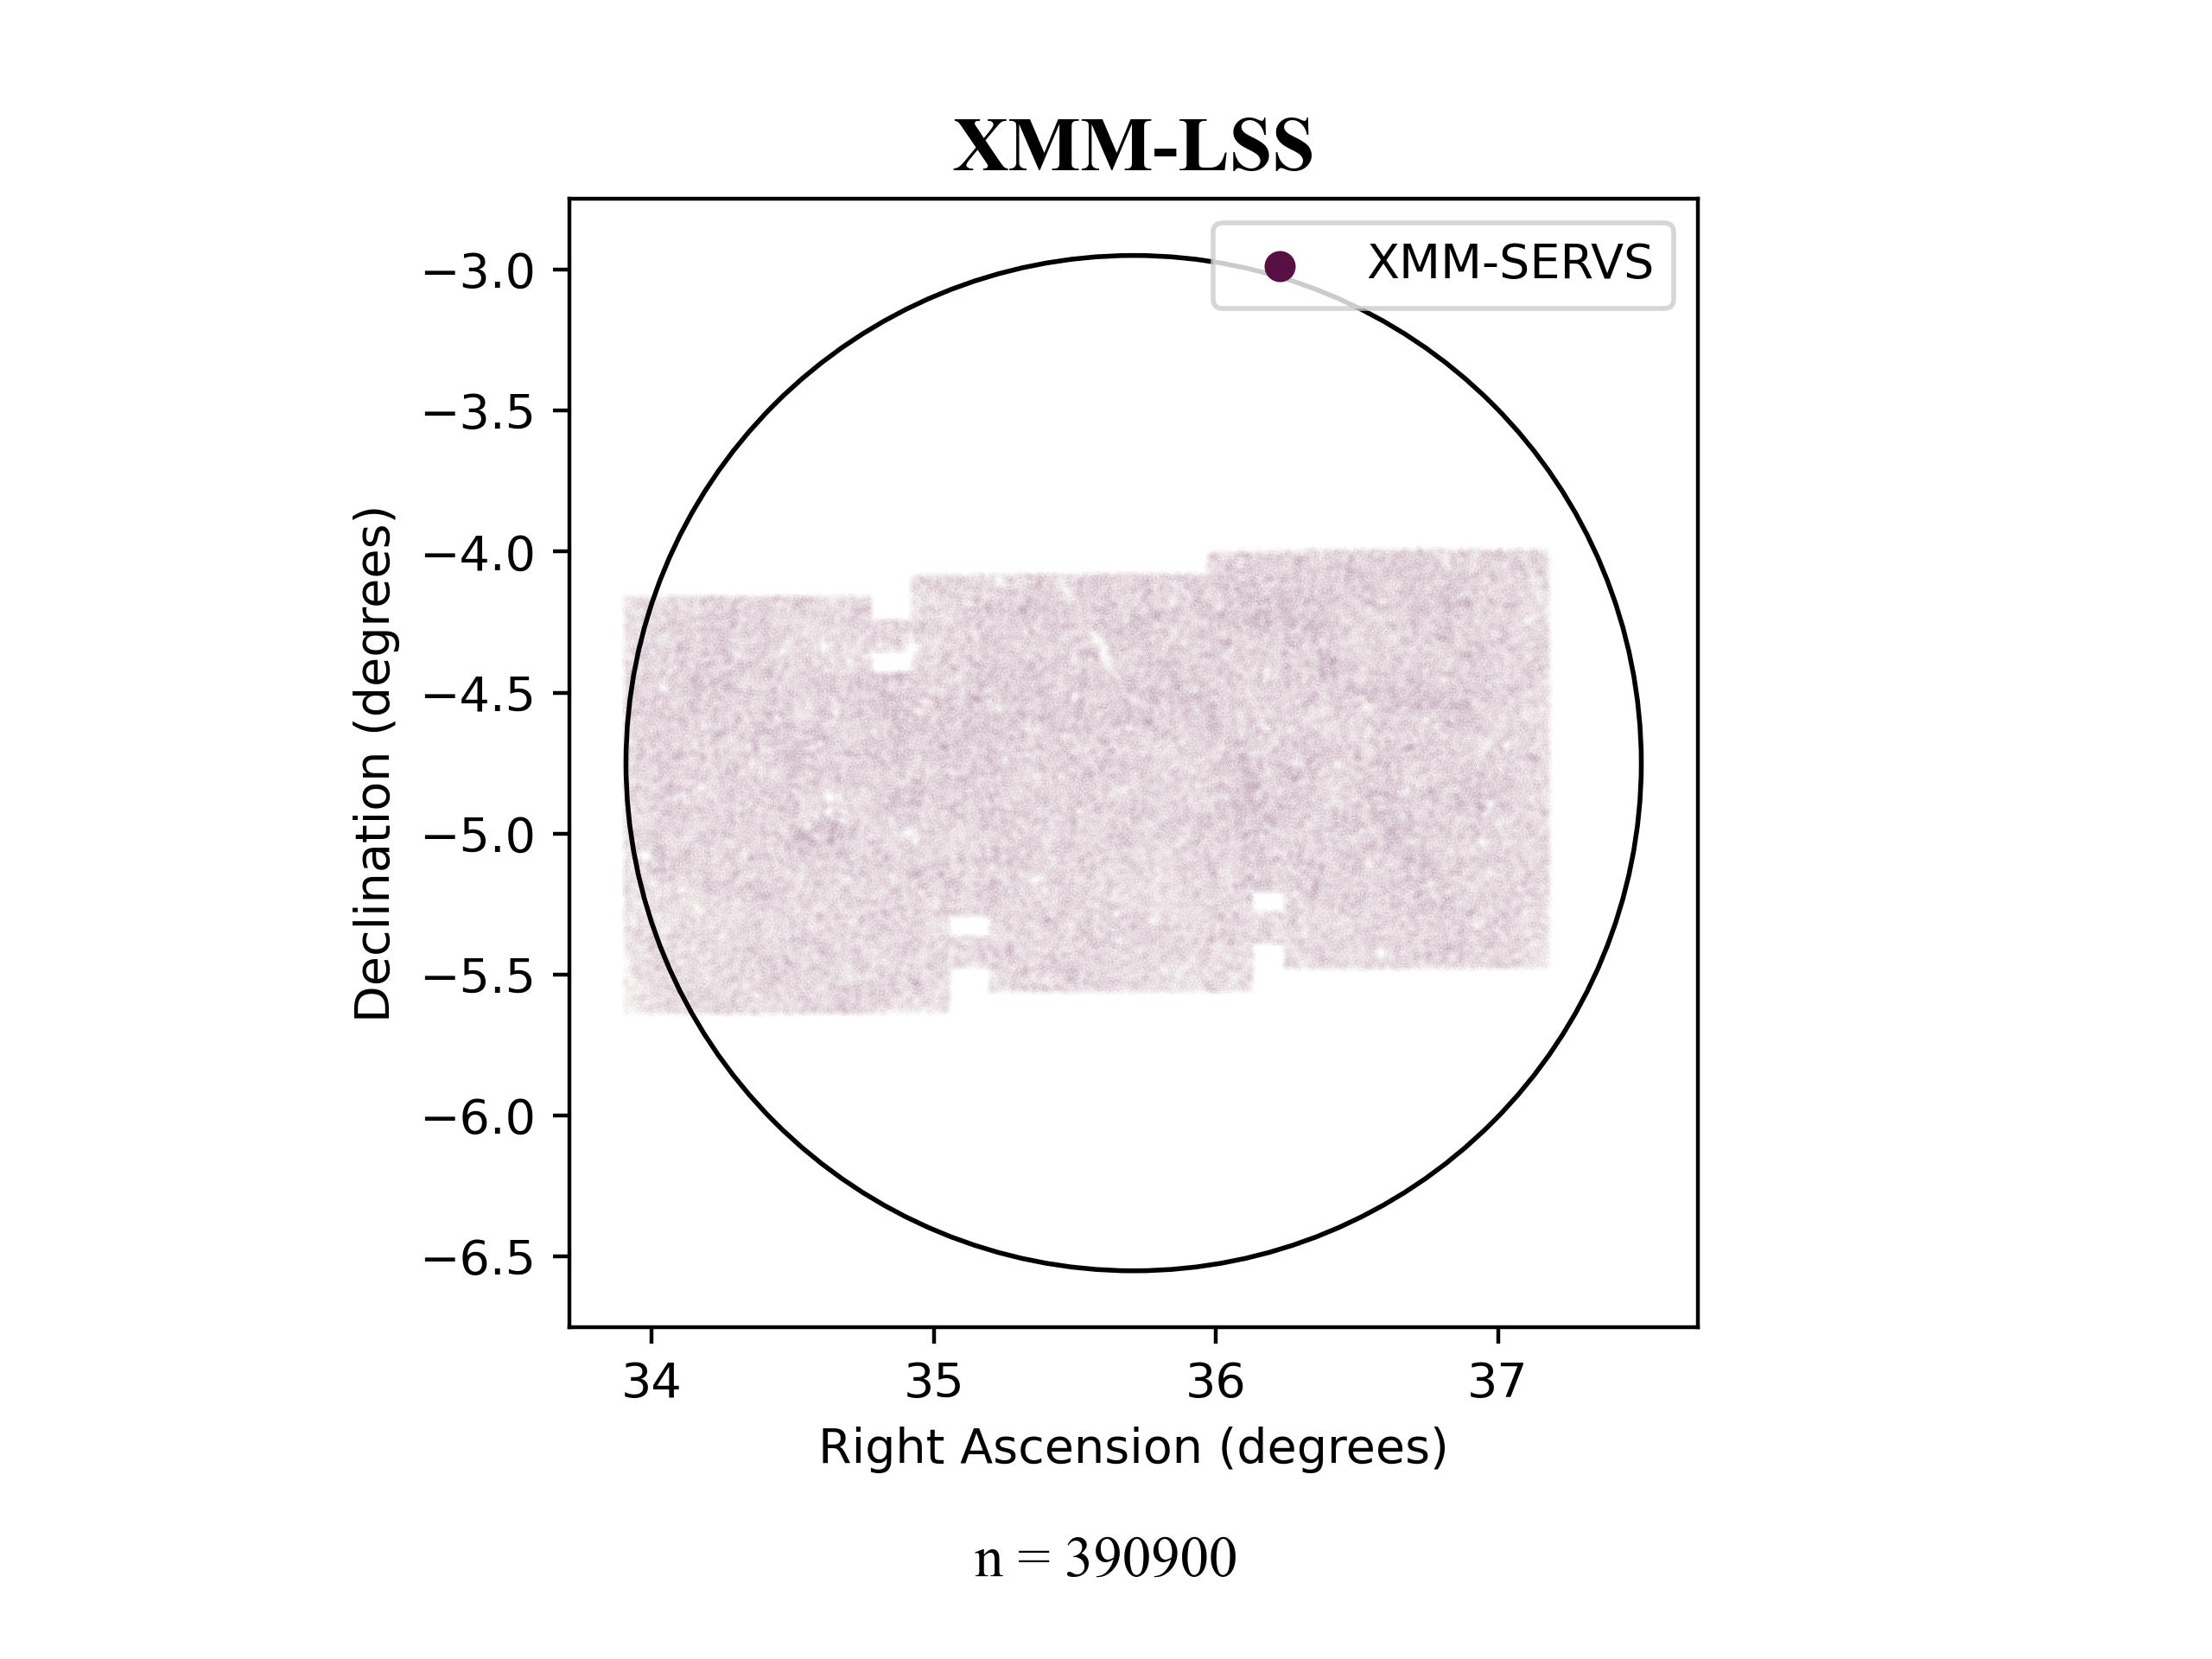 XMM-LSS
XMM-SERVS
Declination (degrees)
−3.0
−3.5
−4.0
−4.5
−5.0
−5.5
−6.0
−6.5
34 35 36 37
Right Ascension (degrees)
n = 390900